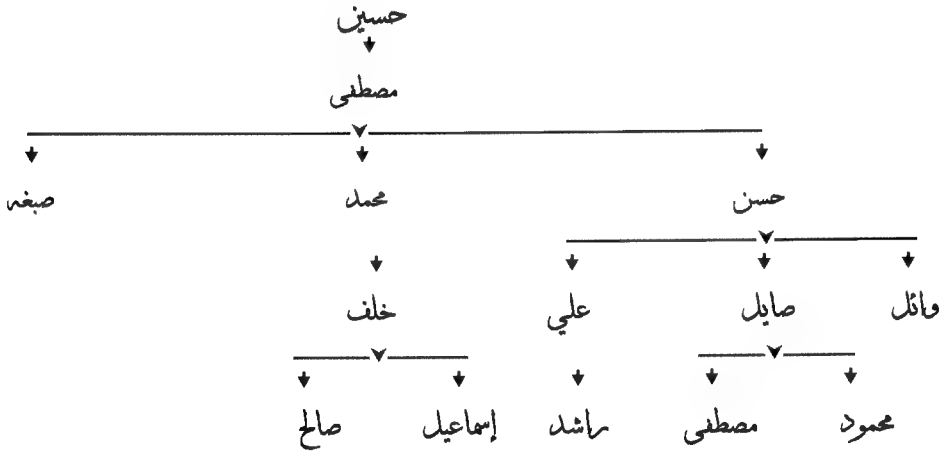 حسين
مصطفى
حسن محمد صبغه
وائل صايل علي خلف
محمود مصطفى راشد إسماعيل صالح